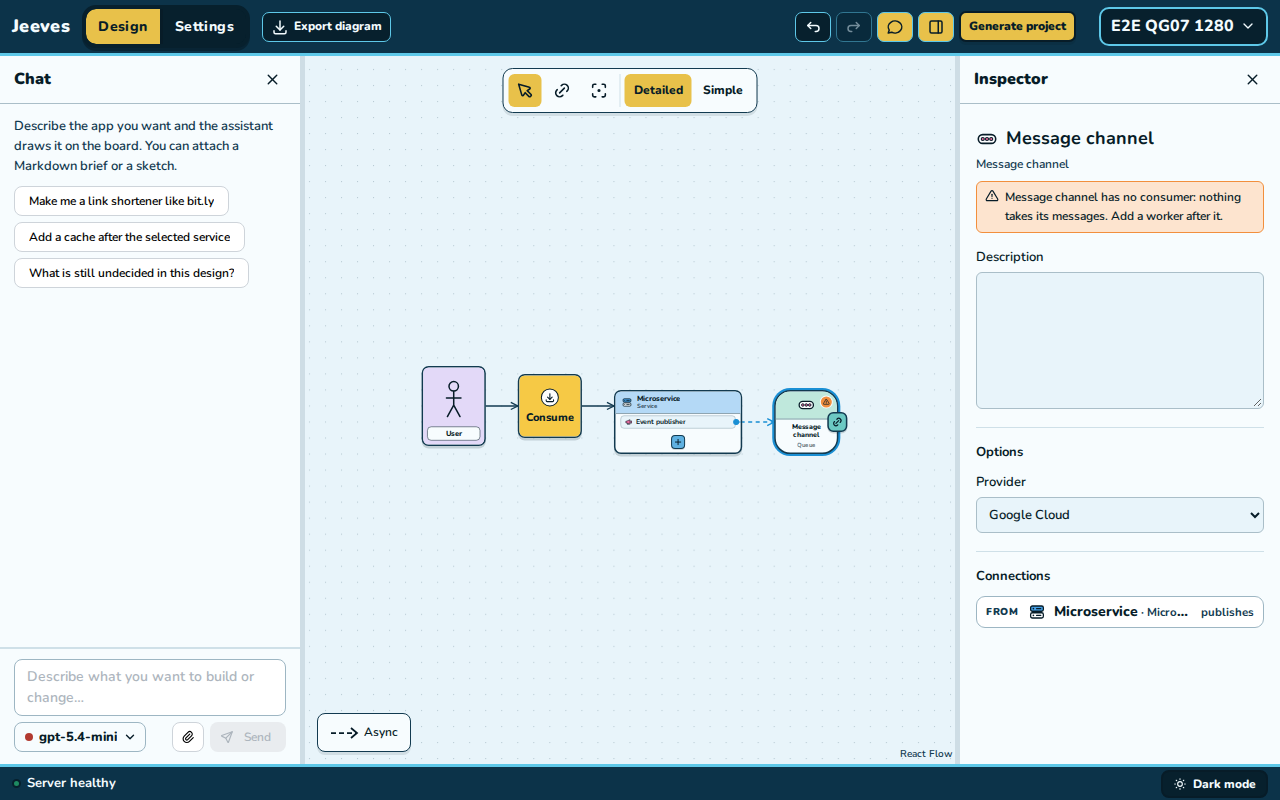 Jeeves
Design
Settings
Export diagram
Generate project
E2E QG07 1280
Chat
Describe the app you want and the assistant
draws it on the board. You can attach a
Markdown brief or a sketch.
Make me a link shortener like bit.ly
Add a cache after the selected service
What is still undecided in this design?
Describe what you want to build or
change...
gpt-5.4-mini
Send
Detailed
Simple
User
Consume
Microservice
Service
Event publisher
Message
channel
Queue
Async
React Flow
Inspector
Message channel
Message channel
Message channel has no consumer: nothing
takes its messages. Add a worker after it.
Description
Options
Provider
Google Cloud
Connections
FROM Microservice · Micro... publishes
Server healthy
Dark mode